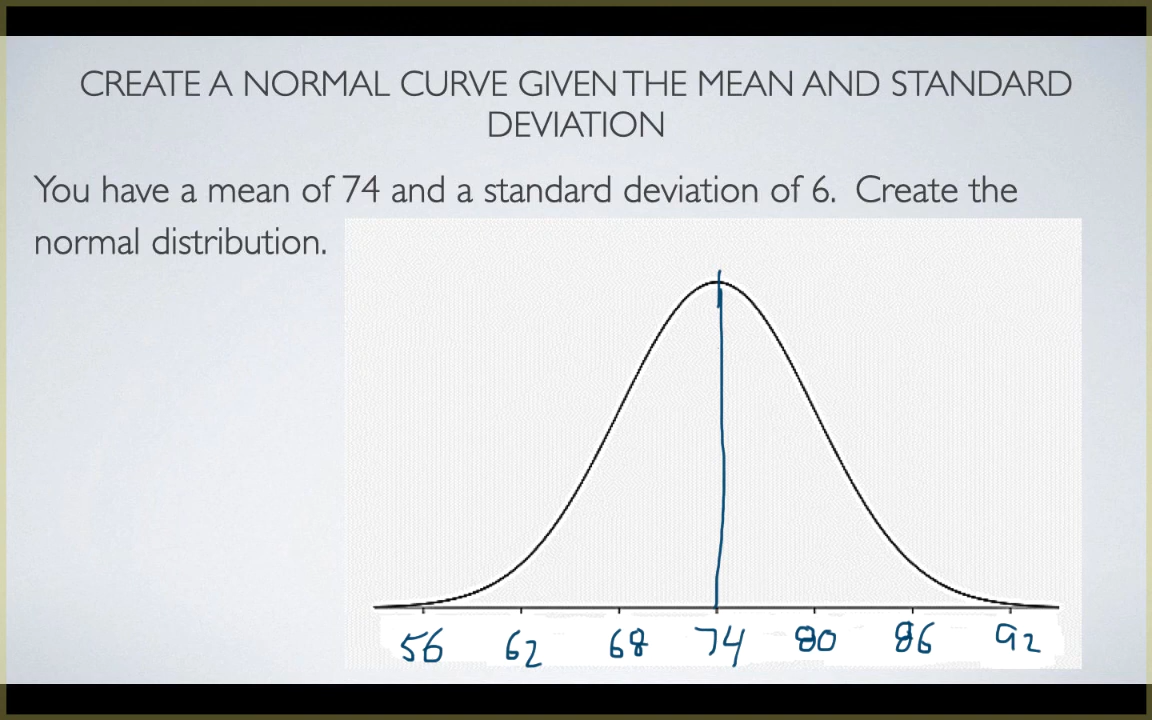 CREATE A NORMAL CURVE GIVEN THE MEAN AND STANDARD
DEVIATION
You have a mean of 74 and a standard deviation of 6. Create the
normal distribution.
56 62 68 74 80 86 92